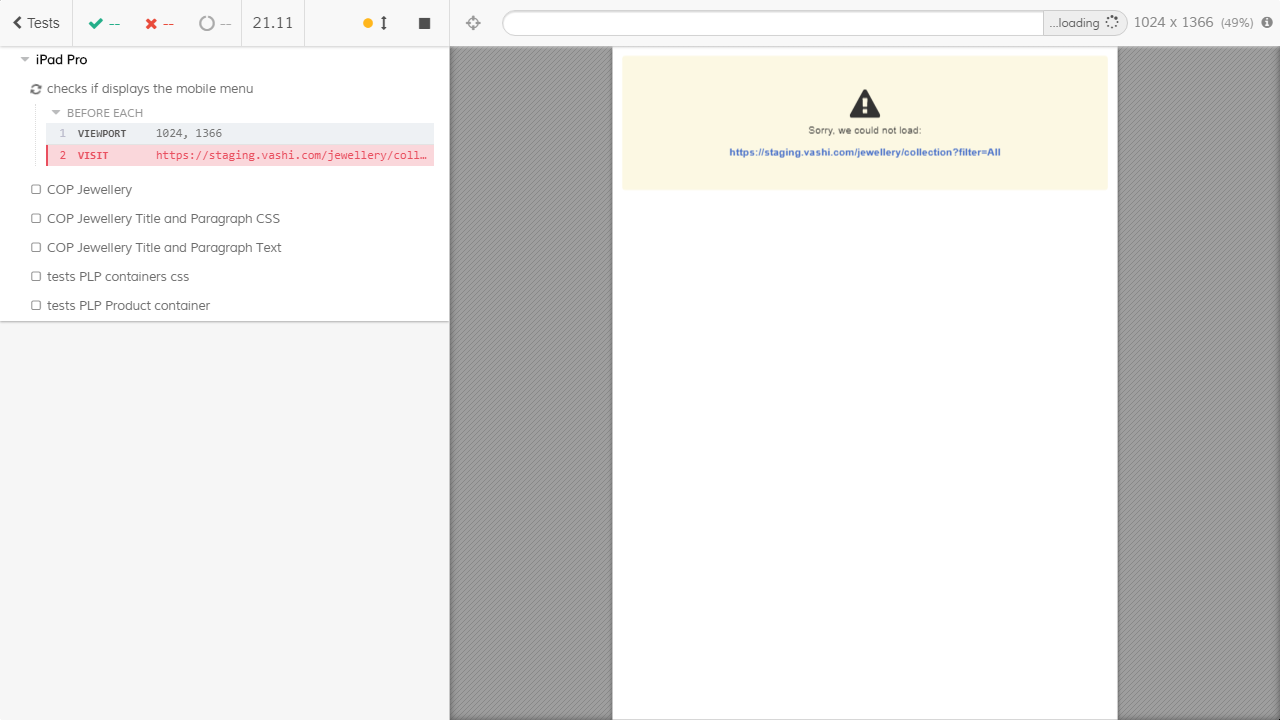 Tests -- -- -- 21.11 ...loading 1024 x 1366 (49%)
iPad Pro
checks if displays the mobile menu
BEFORE EACH
1 VIEWPORT 1024, 1366
2 VISIT https://staging.vashi.com/jewellery/coll…
COP Jewellery
COP Jewellery Title and Paragraph CSS
COP Jewellery Title and Paragraph Text
tests PLP containers css
tests PLP Product container
Sorry, we could not load:
https://staging.vashi.com/jewellery/collection?filter=All